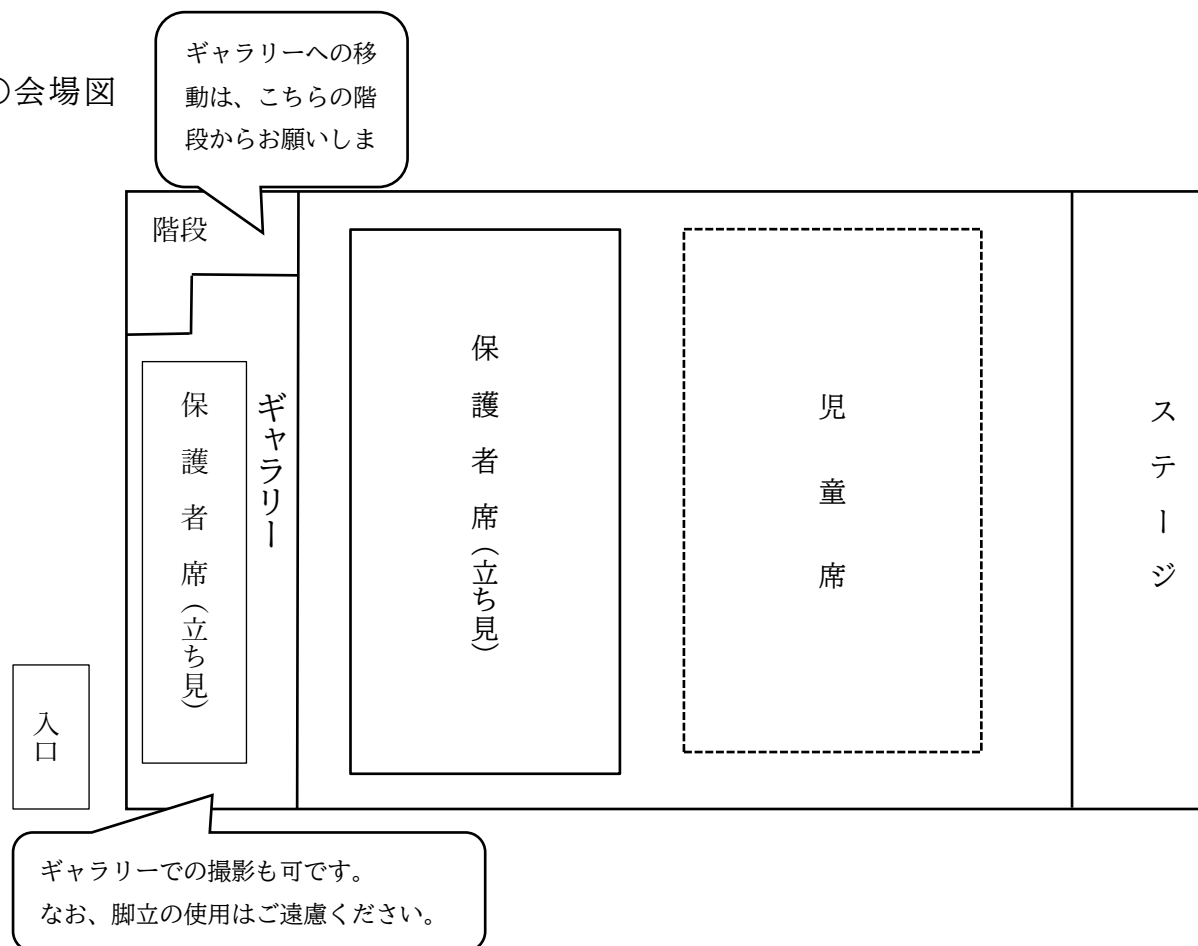 ○会場図
ギャラリーへの移
動は、こちらの階
段からお願いしま
階段
保護者席(立ち見)
ギャラリー
保護者席(立ち見)
児童席
ステージ
入口
ギャラリーでの撮影も可です。
なお、脚立の使用はご遠慮ください。